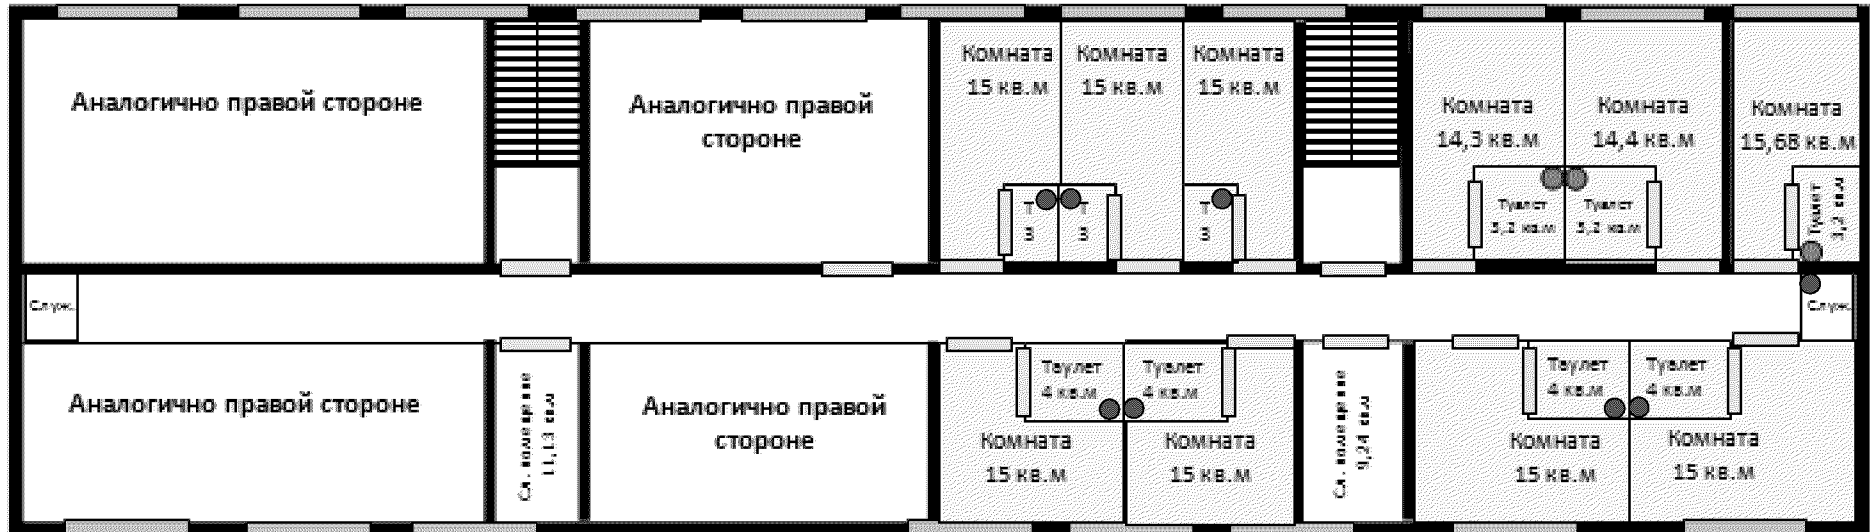 Аналогично правой стороне
Аналогично правой
стороне
Комната
15 кв.м
Комната
15 кв.м
Комната
15 кв.м
Т
3
Т
3
Т
3
Комната
14,3 кв.м
Комната
14,4 кв.м
Комната
15,68 кв.м
Туалет
3,2 кв.м
Туалет
3,2 кв.м
Туалет
3,2 кв.м
Служ.
Служ.
Аналогично правой стороне
Сл. помещение
11,13 кв.м
Аналогично правой
стороне
Таулет
4 кв.м
Туалет
4 кв.м
Комната
15 кв.м
Комната
15 кв.м
Сл. помещение
9,24 кв.м
Таулет
4 кв.м
Туалет
4 кв.м
Комната
15 кв.м
Комната
15 кв.м